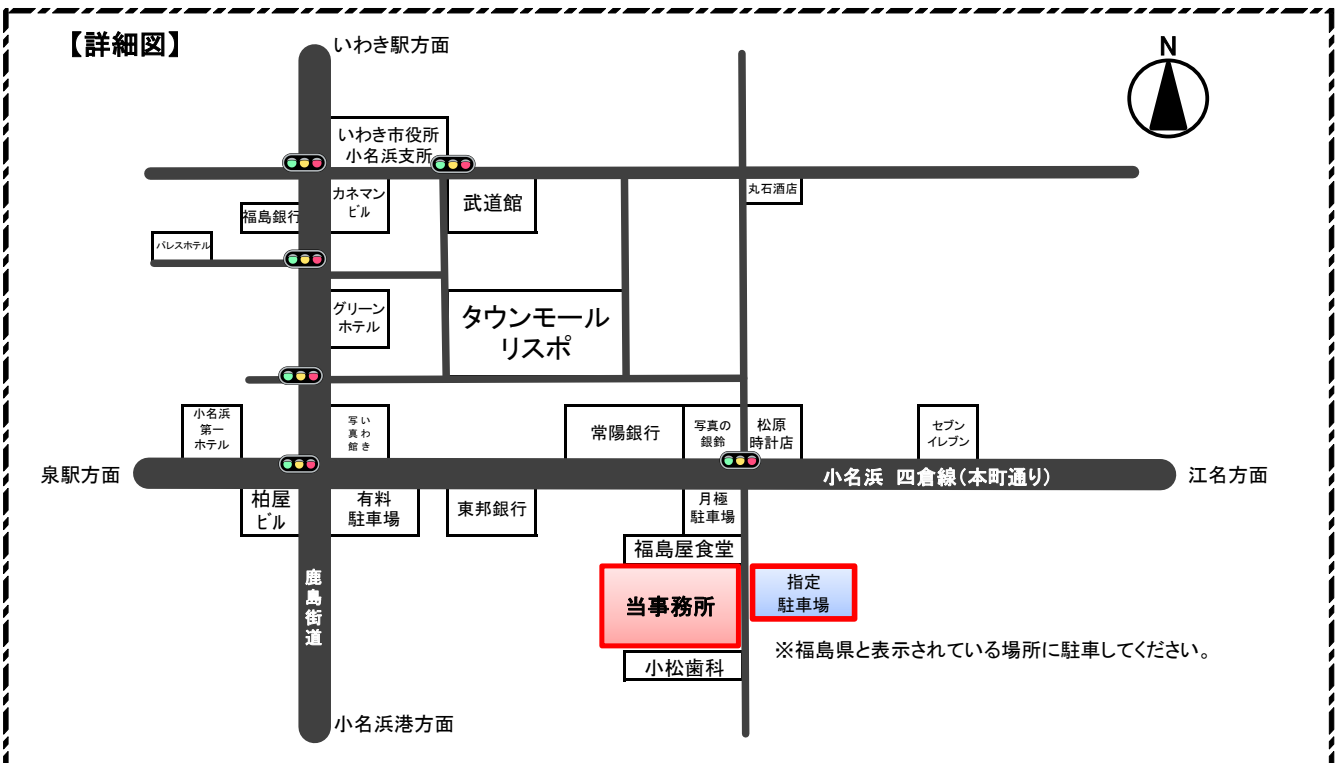 【詳細図】
いわき駅方面
N
いわき市役所
小名浜支所
カネマン
ビル
武道館
丸石酒店
福島銀行
パレスホテル
グリーン
ホテル
タウンモール
リスポ
小名浜
第一
ホテル
いわき
写真館
常陽銀行
写真の
銀鈴
松原
時計店
セブン
イレブン
泉駅方面
小名浜 四倉線(本町通り)
江名方面
柏屋
ビル
有料
駐車場
東邦銀行
月極
駐車場
福島屋食堂
鹿島街道
当事務所
指定
駐車場
※福島県と表示されている場所に駐車してください。
小松歯科
小名浜港方面